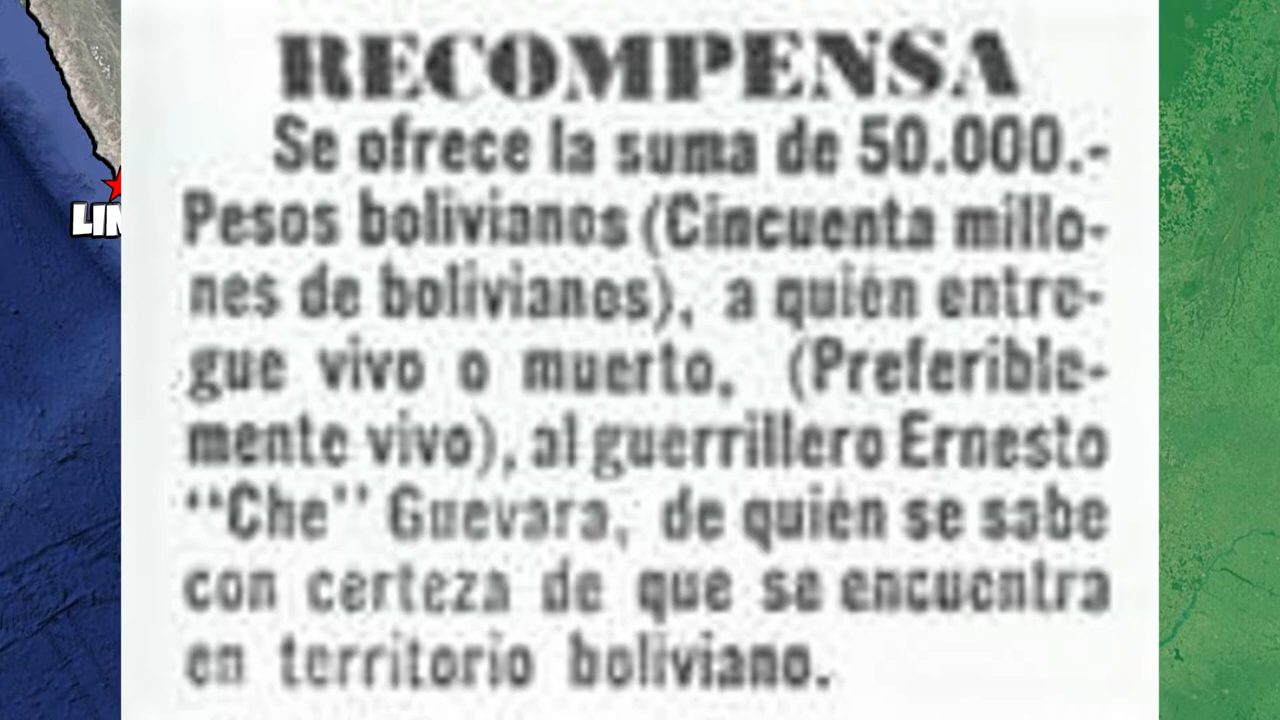 RECOMPENSA
Se ofrece la suma de 50.000.-
Pesos bolivianos (Cincuenta millo-
nes de bolivianos), a quién entre-
gue vivo o muerto, (Preferible-
mente vivo), al guerrillero Ernesto
"Che" Guevara, de quién se sabe
con certeza de que se encuentra
en territorio boliviano.
LIM